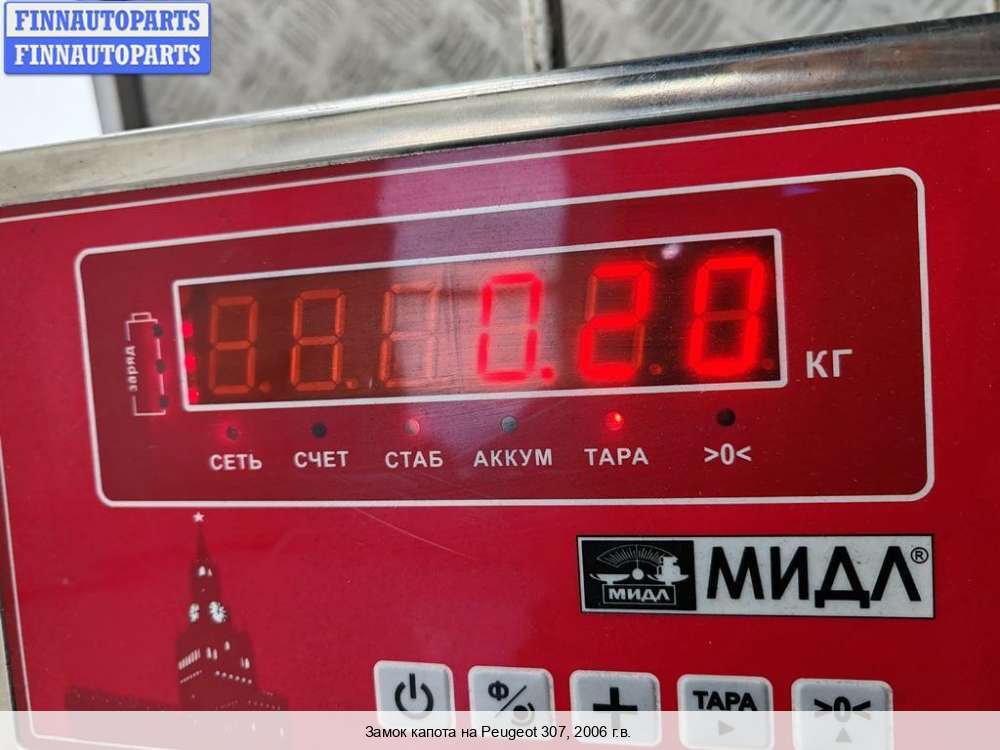 FINNAUTOPARTS
FINNAUTOPARTS
заряд
0.20
КГ
СЕТЬ СЧЕТ СТАБ АККУМ ТАРА >0<
МИДЛ
МИДЛ®
Ф
+
ТАРА
>0<
Замок капота на Peugeot 307, 2006 г.в.